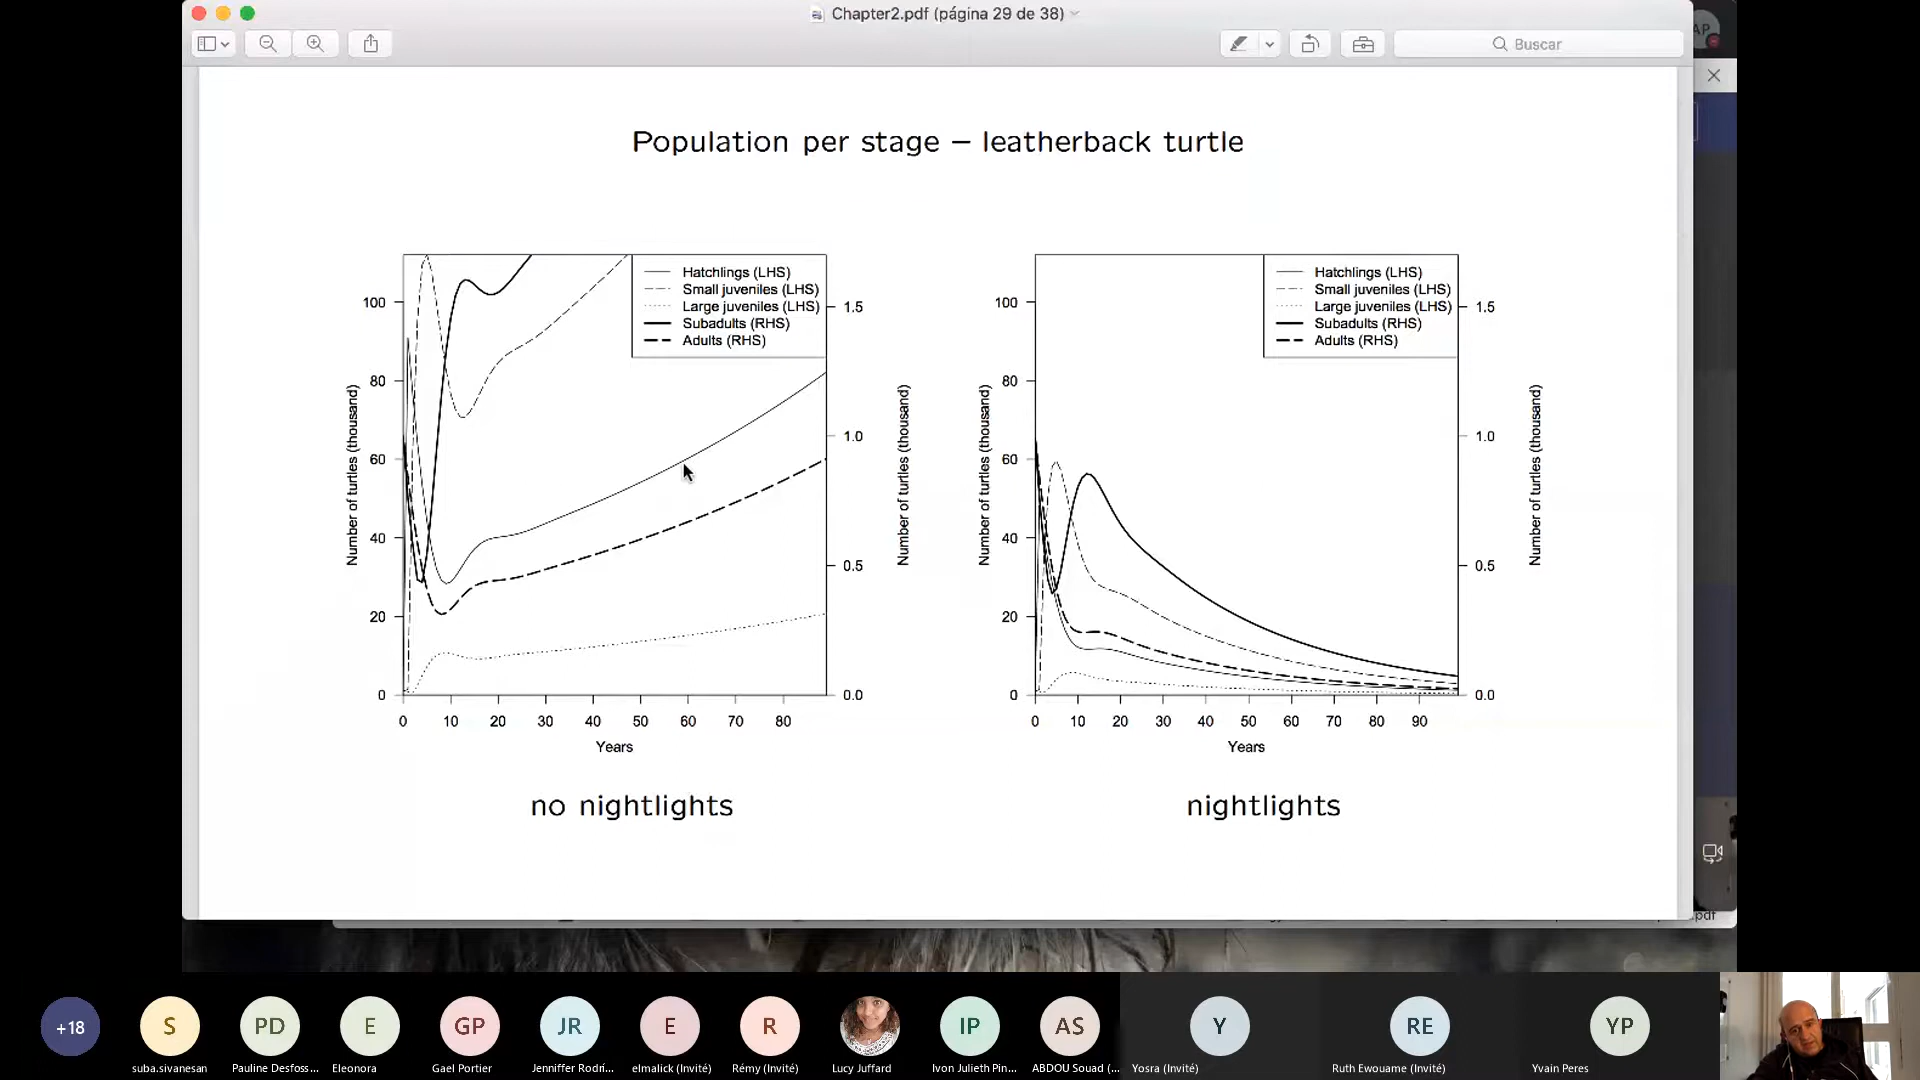 Chapter2.pdf (página 29 de 38)
AP
Buscar
Population per stage – leatherback turtle
Hatchlings (LHS)
Small juveniles (LHS)
Large juveniles (LHS)
Subadults (RHS)
Adults (RHS)
100
80
60
40
20
0
Number of turtles (thousand)
1.5
1.0
0.5
0.0
Number of turtles (thousand)
0 10 20 30 40 50 60 70 80
Years
no nightlights
Hatchlings (LHS)
Small juveniles (LHS)
Large juveniles (LHS)
Subadults (RHS)
Adults (RHS)
100
80
60
40
20
0
Number of turtles (thousand)
1.5
1.0
0.5
0.0
Number of turtles (thousand)
0 10 20 30 40 50 60 70 80 90
Years
nightlights
.pdf
+18
S
PD
E
GP
JR
E
R
IP
AS
Y
RE
YP
suba.sivanesan
Pauline Desfoss...
Eleonora
Gael Portier
Jenniffer Rodrí...
elmalick (Invité)
Rémy (Invité)
Lucy Juffard
Ivon Julieth Pin...
ABDOU Souad (...
Yosra (Invité)
Ruth Ewouame (Invité)
Yvain Peres